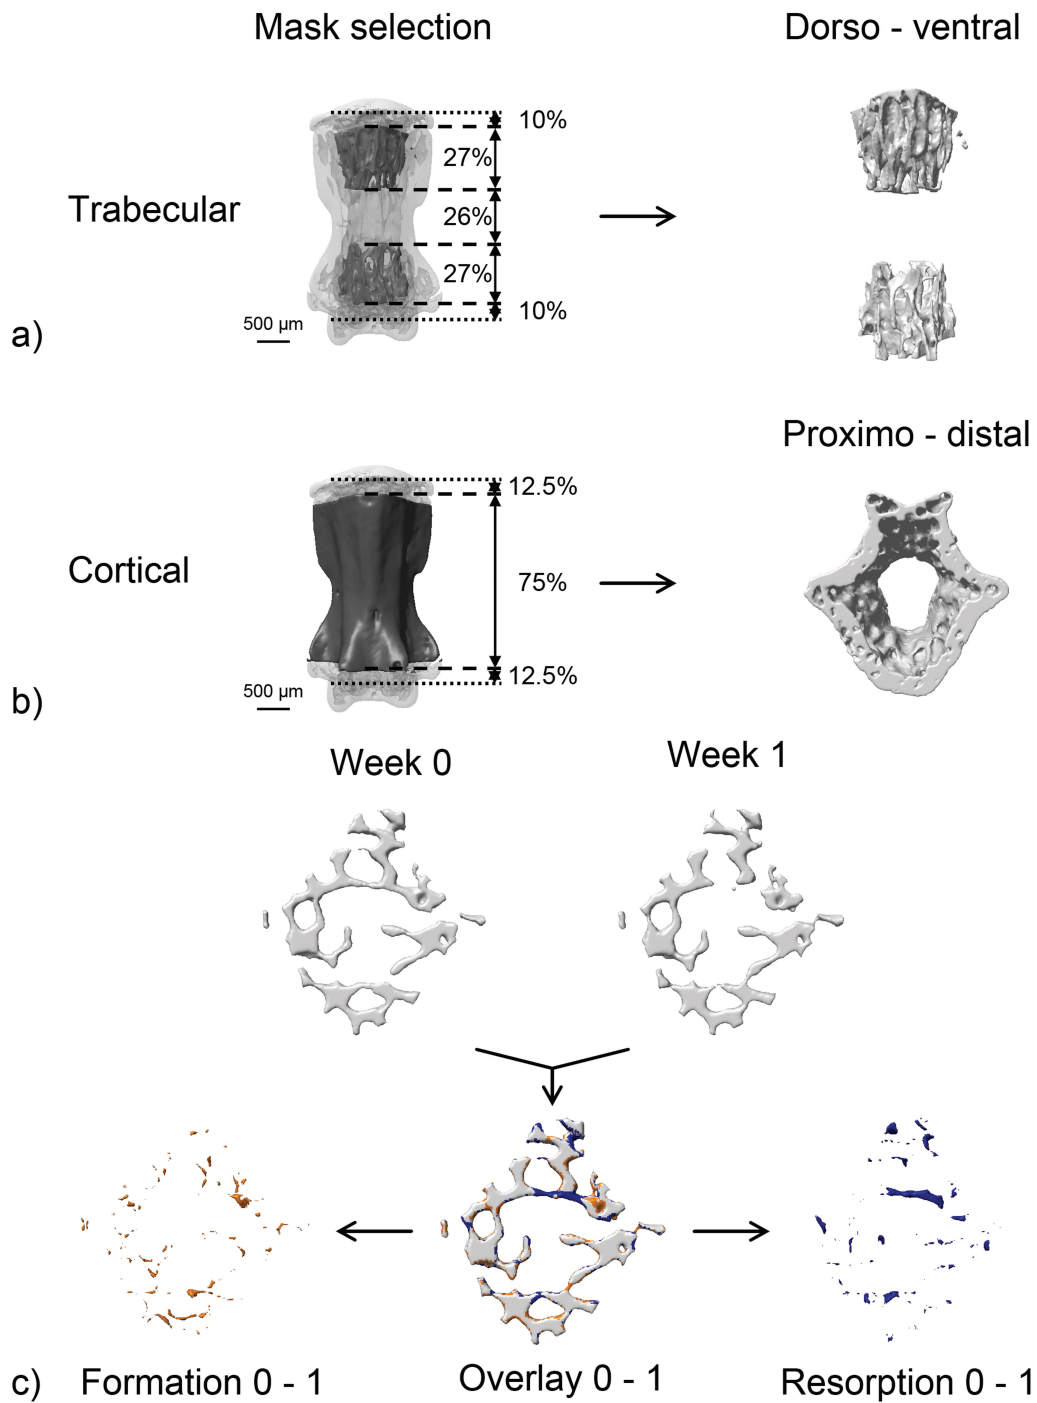 Mask selection
Dorso - ventral
Trabecular
10%
27%
26%
27%
10%
500 µm
a)
Proximo - distal
Cortical
12.5%
75%
12.5%
500 µm
b)
Week 0
Week 1
c)
Formation 0 - 1
Overlay 0 - 1
Resorption 0 - 1